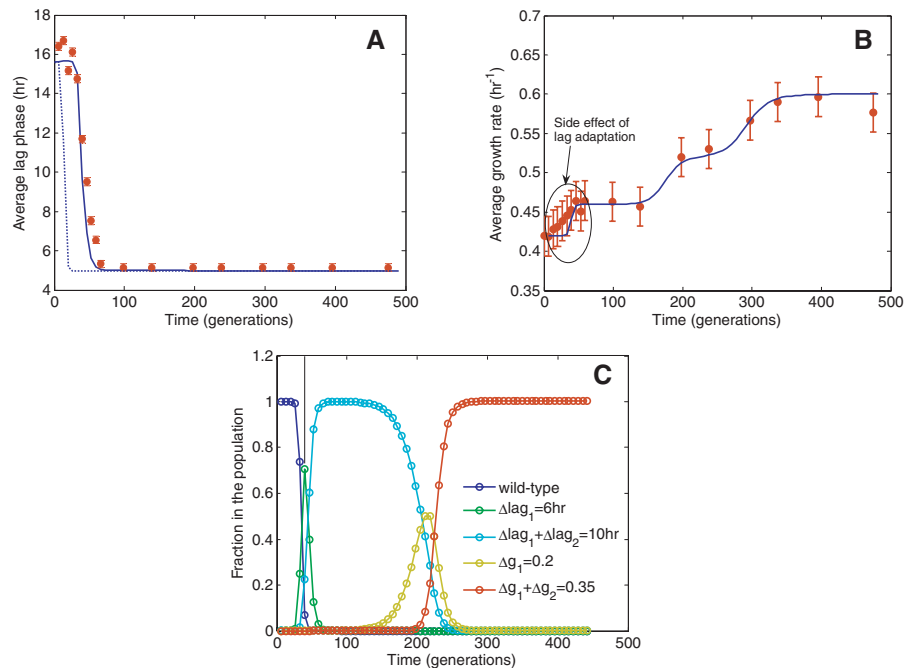 A
18
16
14
12
10
8
6
4
0 100 200 300 400 500
Average lag phase (hr)
Time (generations)
B
0.65
0.6
0.55
0.5
0.45
0.4
0.35
0 100 200 300 400 500
Average growth rate (hr⁻¹)
Time (generations)
Side effect of
lag adaptation
C
1.2
1
0.8
0.6
0.4
0.2
0
0 100 200 300 400 500
Fraction in the population
Time (generations)
wild-type
Δlag₁=6hr
Δlag₁+Δlag₂=10hr
Δg₁=0.2
Δg₁+Δg₂=0.35